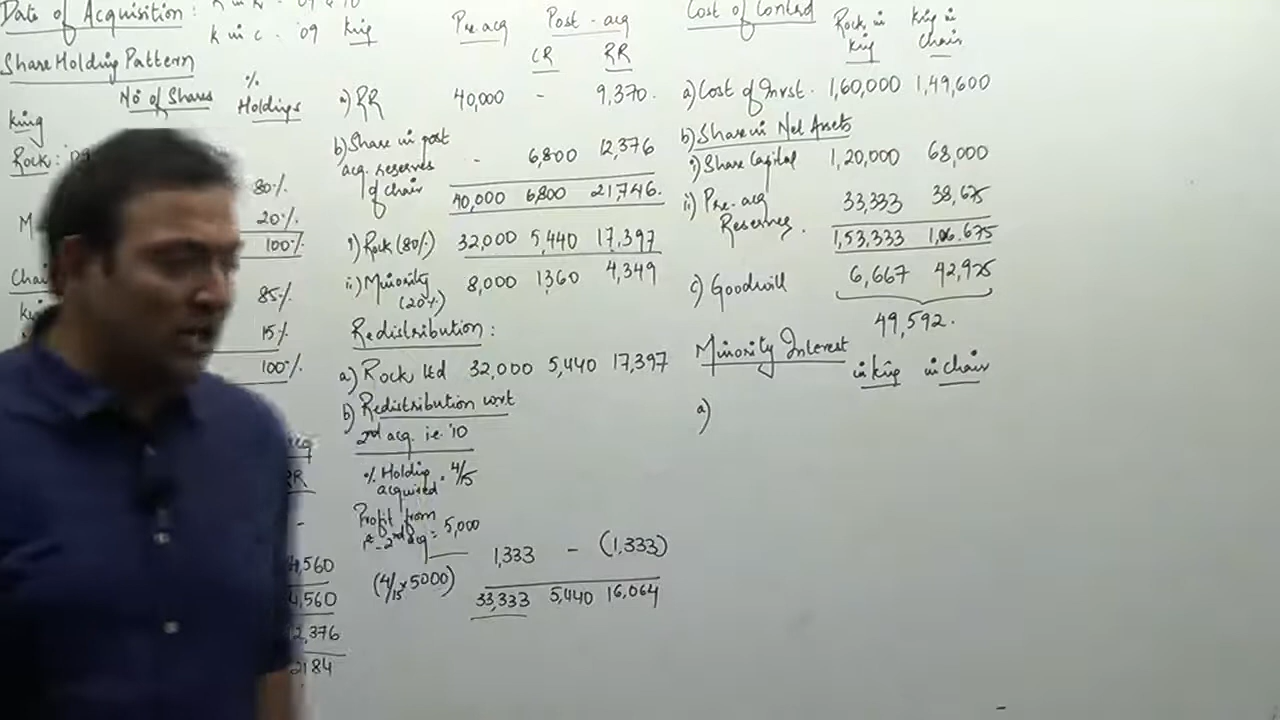 Date of Acquisition :
K in C - '09
Share Holding Pattern
No of Shares
%
Holdings
King
Rock : '09
80%
20%
100%
Chair
85%
15%
100%
RR
-
4,560
4,560
12,376
2184
King
Pre-acq
Post - acq
CR
RR
a) RR 40,000 - 9,370.
b) Share in post
acq. reserves
of chair
- 6,800 12,376
40,000 6,800 21,746.
i) Rock (80%) 32,000 5,440 17,397
ii) Minority
(20%)
8,000 1360 4,349
Redistribution :
a) Rock ltd 32,000 5,440 17,397
b) Redistribution wrt
2nd acq. i.e. '10
% Holding
acquired = 4/15
Profit from
1st - 2nd acq = 5,000
(4/15 x 5000)
1,333 - (1,333)
33,333 5,440 16,064
Cost of Control
Rock in
King
King in
chair
a) Cost of Invst. 1,60,000 1,49,600
b) Share in Net Assets
i) Share Capital 1,20,000 68,000
ii) Pre-acq
Reserves.
33,333 38,675
1,53,333 1,06,675
c) Goodwill 6,667 42,925
49,592.
Minority Interest
in King in chair
a)